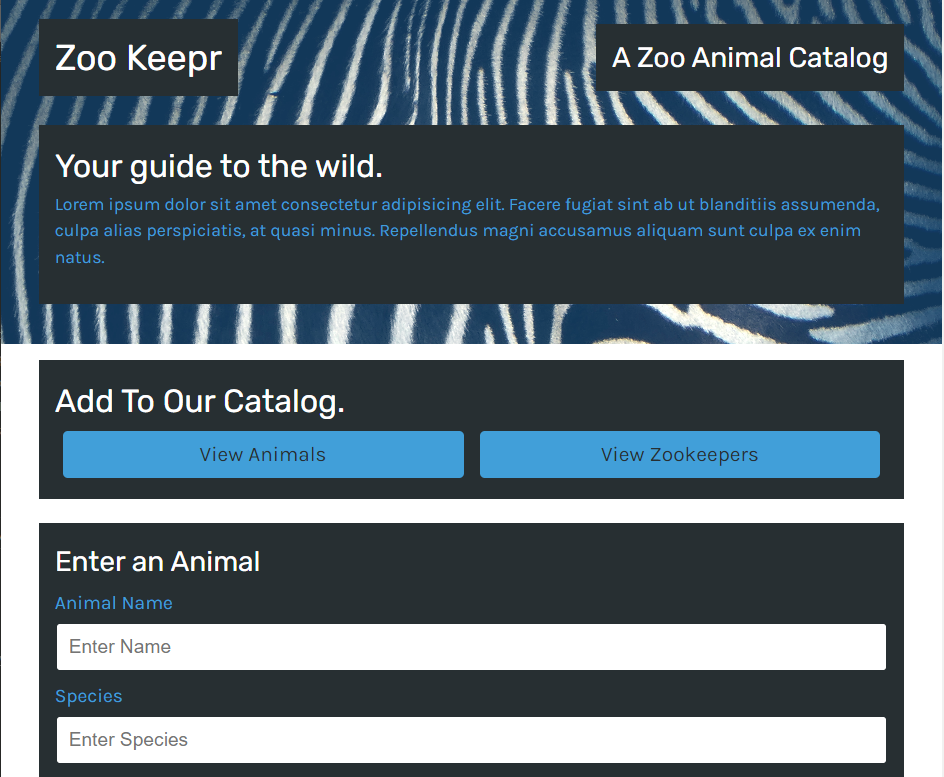 Zoo Keepr
A Zoo Animal Catalog
Your guide to the wild.
Lorem ipsum dolor sit amet consectetur adipisicing elit. Facere fugiat sint ab ut blanditiis assumenda,
culpa alias perspiciatis, at quasi minus. Repellendus magni accusamus aliquam sunt culpa ex enim
natus.
Add To Our Catalog.
View Animals
View Zookeepers
Enter an Animal
Animal Name
Enter Name
Species
Enter Species